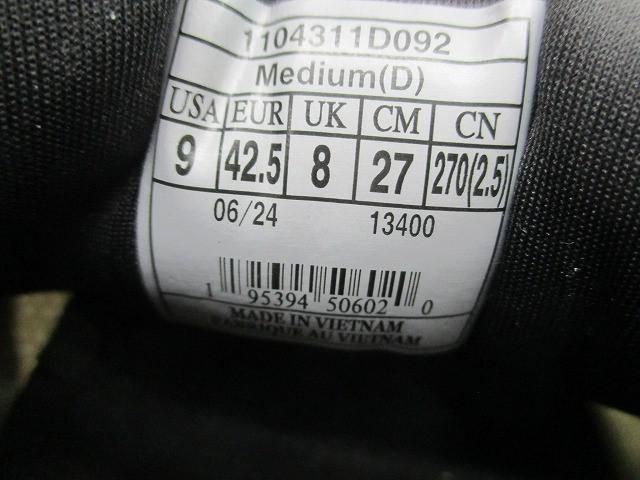 1104311D092
Medium(D)
USA EUR UK CM CN
9 42.5 8 27 270(2.5)
06/24 13400
1 95394 50602 0
MADE IN VIETNAM
FABRIQUE AU VIETNAM